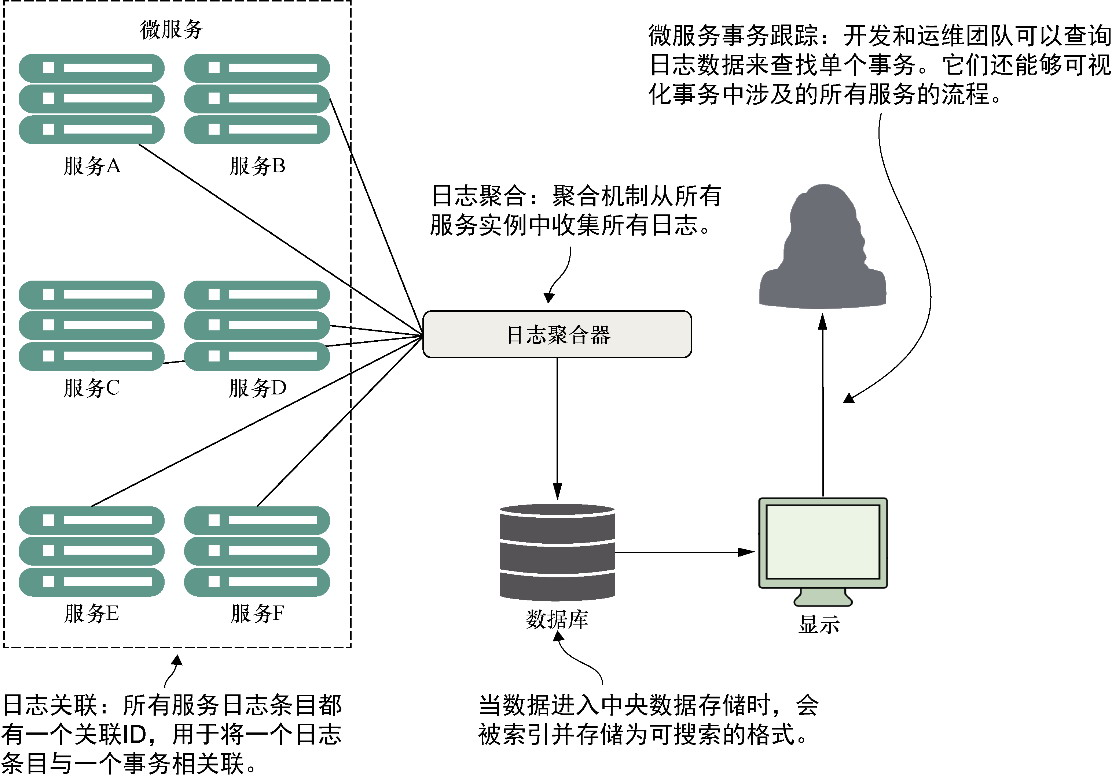 微服务
服务A
服务B
服务C
服务D
服务E
服务F
日志关联：所有服务日志条目都
有一个关联ID，用于将一个日志
条目与一个事务相关联。
日志聚合：聚合机制从所有
服务实例中收集所有日志。
日志聚合器
数据库
当数据进入中央数据存储时，会
被索引并存储为可搜索的格式。
微服务事务跟踪：开发和运维团队可以查询
日志数据来查找单个事务。它们还能够可视
化事务中涉及的所有服务的流程。
显示